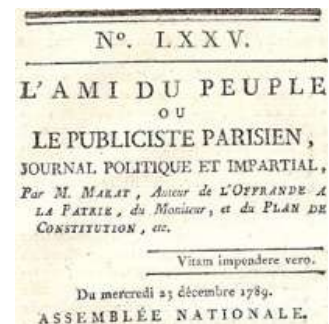 Nº. LXXV.
L'AMI DU PEUPLE
OU
LE PUBLICISTE PARISIEN,
JOURNAL POLITIQUE ET IMPARTIAL,
Par M. MARAT, Auteur de L'OFFRANDE A
LA PATRIE, du Moniteur, et du PLAN DE
CONSTITUTION, etc.
Vitam impendere vero.
Du mercredi 23 décembre 1789.
ASSEMBLÉE NATIONALE.